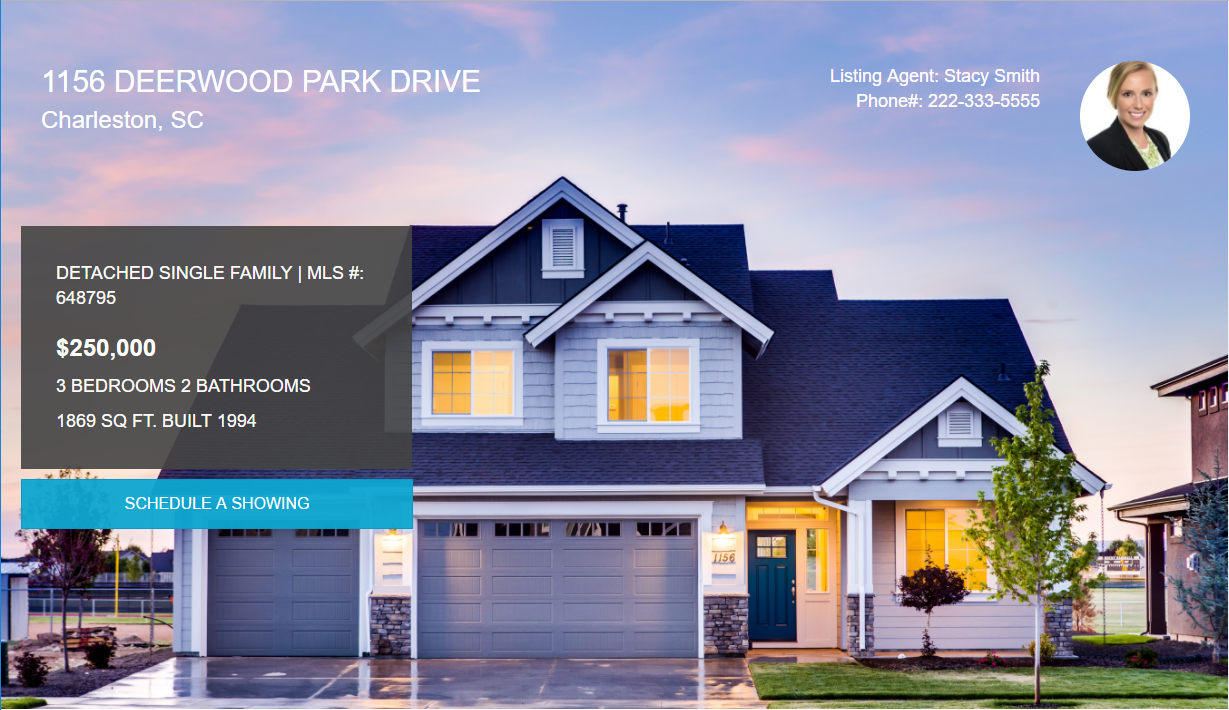 1156 DEERWOOD PARK DRIVE
Charleston, SC
Listing Agent: Stacy Smith
Phone#: 222-333-5555
DETACHED SINGLE FAMILY | MLS #:
648795
$250,000
3 BEDROOMS 2 BATHROOMS
1869 SQ FT. BUILT 1994
SCHEDULE A SHOWING
1156